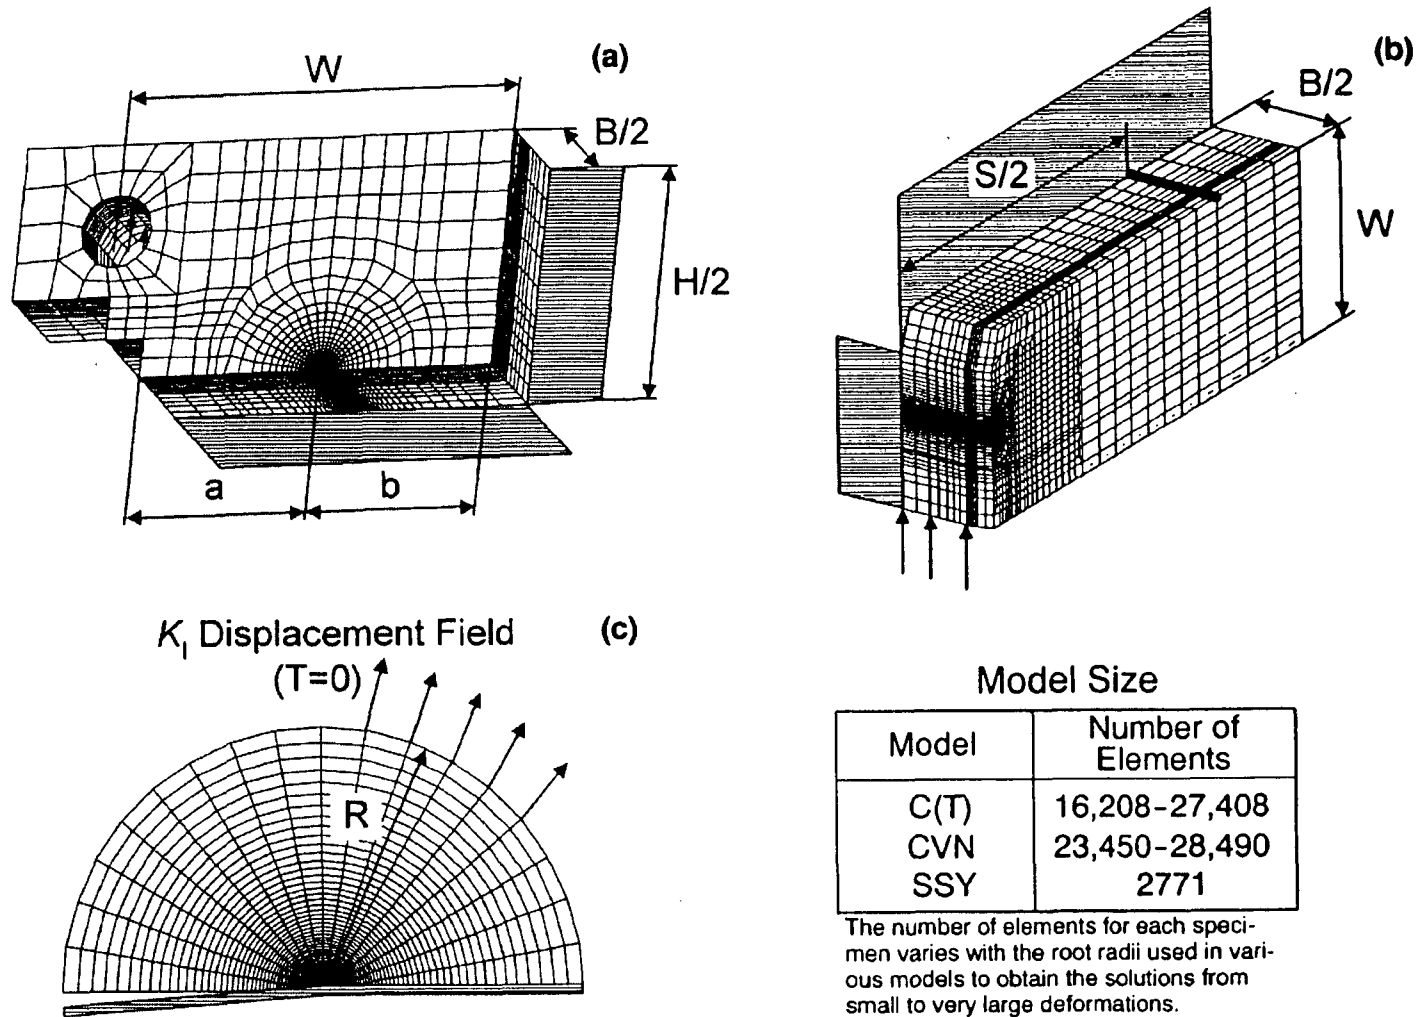 (a)
W
B/2
H/2
a
b
(b)
B/2
S/2
W
K_I Displacement Field
(T=0)
(c)
R
Model Size
Model
Number of
Elements
C(T) 16,208-27,408
CVN 23,450-28,490
SSY 2771
The number of elements for each speci-
men varies with the root radii used in vari-
ous models to obtain the solutions from
small to very large deformations.